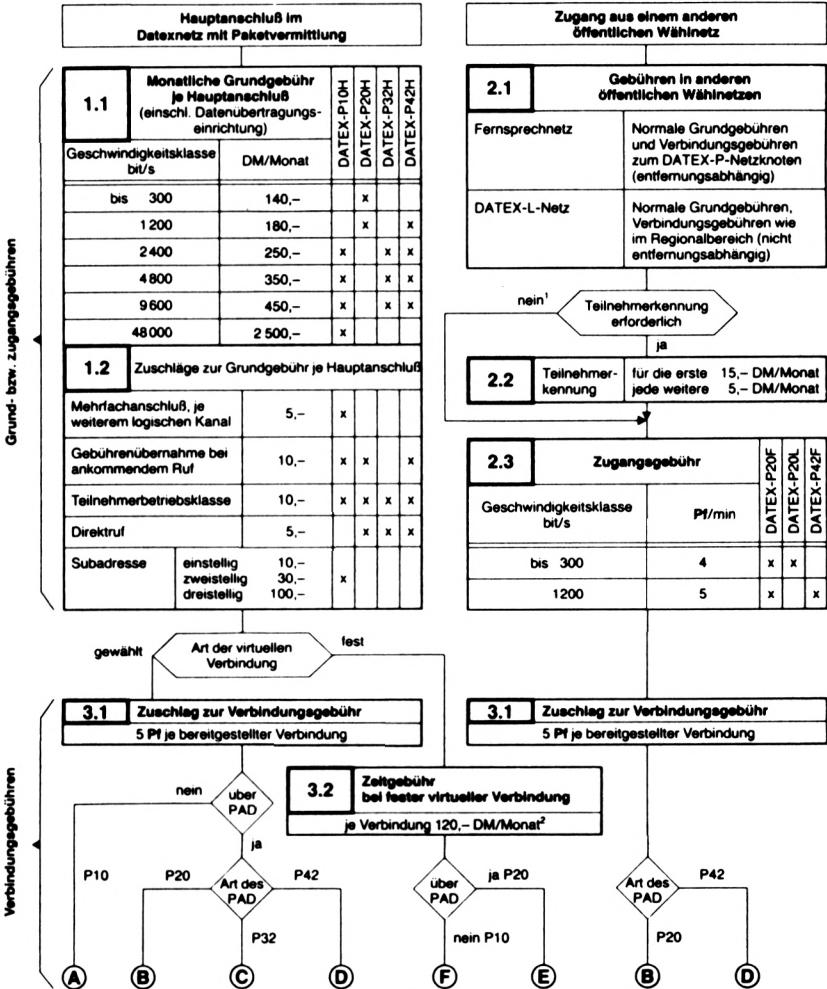 Hauptanschluß im
Datexnetz mit Paketvermittlung
Zugang aus einem anderen
öffentlichen Wählnetz
Grund- bzw. zugangsgebühren
1.1
Monatliche Grundgebühr
je Hauptanschluß
(einschl. Datenübertragungs-
einrichtung)
DATEX-P10H
DATEX-P20H
DATEX-P32H
DATEX-P42H
Geschwindigkeitsklasse
bit/s
DM/Monat
bis 300 140,– x
1200 180,– x x
2400 250,– x x x
4800 350,– x x x
9600 450,– x x x
48000 2500,– x
1.2 Zuschläge zur Grundgebühr je Hauptanschluß
Mehrfachanschluß, je
weiterem logischen Kanal 5,– x
Gebührenübernahme bei
ankommendem Ruf 10,– x x x
Teilnehmerbetriebsklasse 10,– x x x x
Direktruf 5,– x x x
Subadresse einstellig 10,–
zweistellig 30,– x
dreistellig 100,–
2.1
Gebühren in anderen
öffentlichen Wählnetzen
Fernsprechnetz
Normale Grundgebühren
und Verbindungsgebühren
zum DATEX-P-Netzknoten
(entfernungsabhängig)
DATEX-L-Netz
Normale Grundgebühren,
Verbindungsgebühren wie
im Regionalbereich (nicht
entfernungsabhängig)
nein¹
Teilnehmerkennung
erforderlich
ja
2.2
Teilnehmer-
kennung
für die erste 15,– DM/Monat
jede weitere 5,– DM/Monat
2.3 Zugangsgebühr
DATEX-P20F
DATEX-P20L
DATEX-P42F
Geschwindigkeitsklasse
bit/s
Pf/min
bis 300 4 x x
1200 5 x x
Verbindungsgebühren
gewählt
Art der virtuellen
Verbindung
fest
3.1 Zuschlag zur Verbindungsgebühr
5 Pf je bereitgestellter Verbindung
3.1 Zuschlag zur Verbindungsgebühr
5 Pf je bereitgestellter Verbindung
nein
über
PAD
ja
3.2
Zeitgebühr
bei fester virtueller Verbindung
je Verbindung 120,– DM/Monat²
P10
P20
Art des
PAD
P42
P32
über
PAD
ja P20
nein P10
Art des
PAD
P42
P20
A B C D F E B D